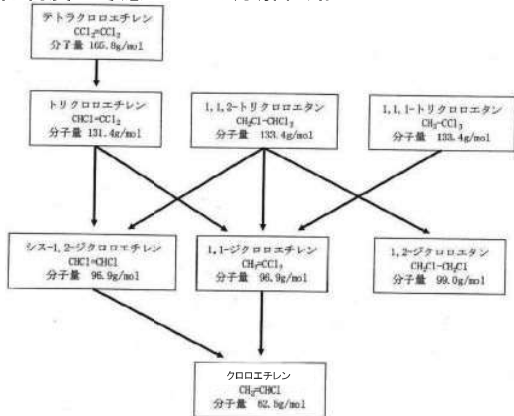 テトラクロロエチレン
CCl₂=CCl₂
分子量 165.8g/mol
トリクロロエチレン
CHCl=CCl₂
分子量 131.4g/mol
1,1,2-トリクロロエタン
CH₂Cl-CHCl₂
分子量 133.4g/mol
1,1,1-トリクロロエタン
CH₃-CCl₃
分子量 133.4g/mol
シス-1,2-ジクロロエチレン
CHCl=CHCl
分子量 96.9g/mol
1,1-ジクロロエチレン
CH₂=CCl₂
分子量 96.9g/mol
1,2-ジクロロエタン
CH₂Cl-CH₂Cl
分子量 99.0g/mol
クロロエチレン
CH₂=CHCl
分子量 62.5g/mol